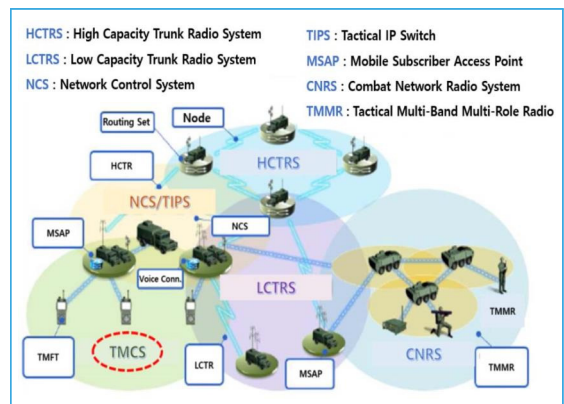 HCTRS : High Capacity Trunk Radio System
LCTRS : Low Capacity Trunk Radio System
NCS : Network Control System
TIPS : Tactical IP Switch
MSAP : Mobile Subscriber Access Point
CNRS : Combat Network Radio System
TMMR : Tactical Multi-Band Multi-Role Radio
Routing Set
Node
HCTR
HCTRS
NCS/TIPS
NCS
MSAP
Voice Conn.
LCTRS
TMMR
TMFT
TMCS
LCTR
MSAP
CNRS
TMMR